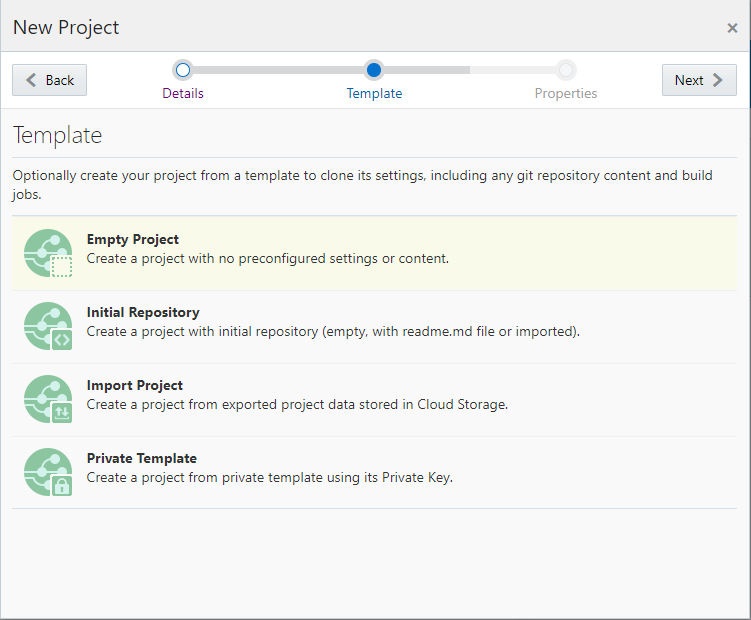 New Project
×
Back
Next
Details
Template
Properties
Template
Optionally create your project from a template to clone its settings, including any git repository content and build
jobs.
Empty Project
Create a project with no preconfigured settings or content.
Initial Repository
Create a project with initial repository (empty, with readme.md file or imported).
Import Project
Create a project from exported project data stored in Cloud Storage.
Private Template
Create a project from private template using its Private Key.